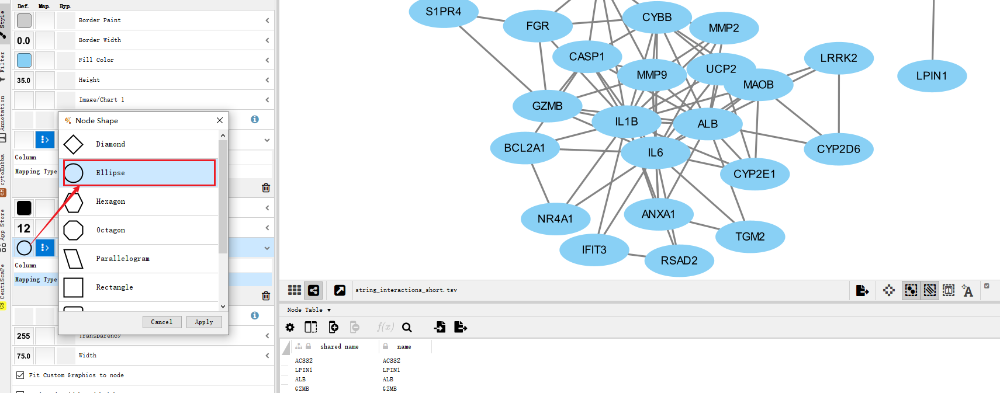 Style
Filter
Annotation
cytoHubba
cH
App Store
CentiScaPe
CS
Def. Map. Byp.
Border Paint
0.0 Border Width
Fill Color
35.0 Height
Image/Chart 1
Column
Mapping Type
12
Column
Mapping Type
255 Transparency
75.0 Width
Fit Custom Graphics to node
Node Shape
Diamond
Ellipse
Hexagon
Octagon
Parallelogram
Rectangle
Cancel Apply
S1PR4
FGR
CYBB
MMP2
CASP1
LRRK2
MMP9
UCP2
LPIN1
MAOB
GZMB
IL1B
ALB
BCL2A1
IL6
CYP2D6
CYP2E1
NR4A1
ANXA1
TGM2
IFIT3
RSAD2
string_interactions_short.tsv
A
Node Table
f(x)
shared name name
ACSS2 ACSS2
LPIN1 LPIN1
ALB ALB
GZMB GZMB